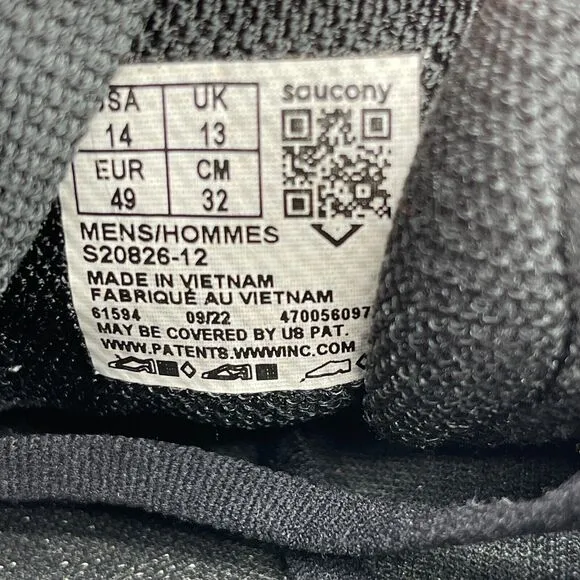 USA UK saucony
14 13
EUR CM
49 32
MENS/HOMMES
S20826-12
MADE IN VIETNAM
FABRIQUÉ AU VIETNAM
61594 09/22 470056097
MAY BE COVERED BY US PAT.
WWW.PATENTS.WWWINC.COM